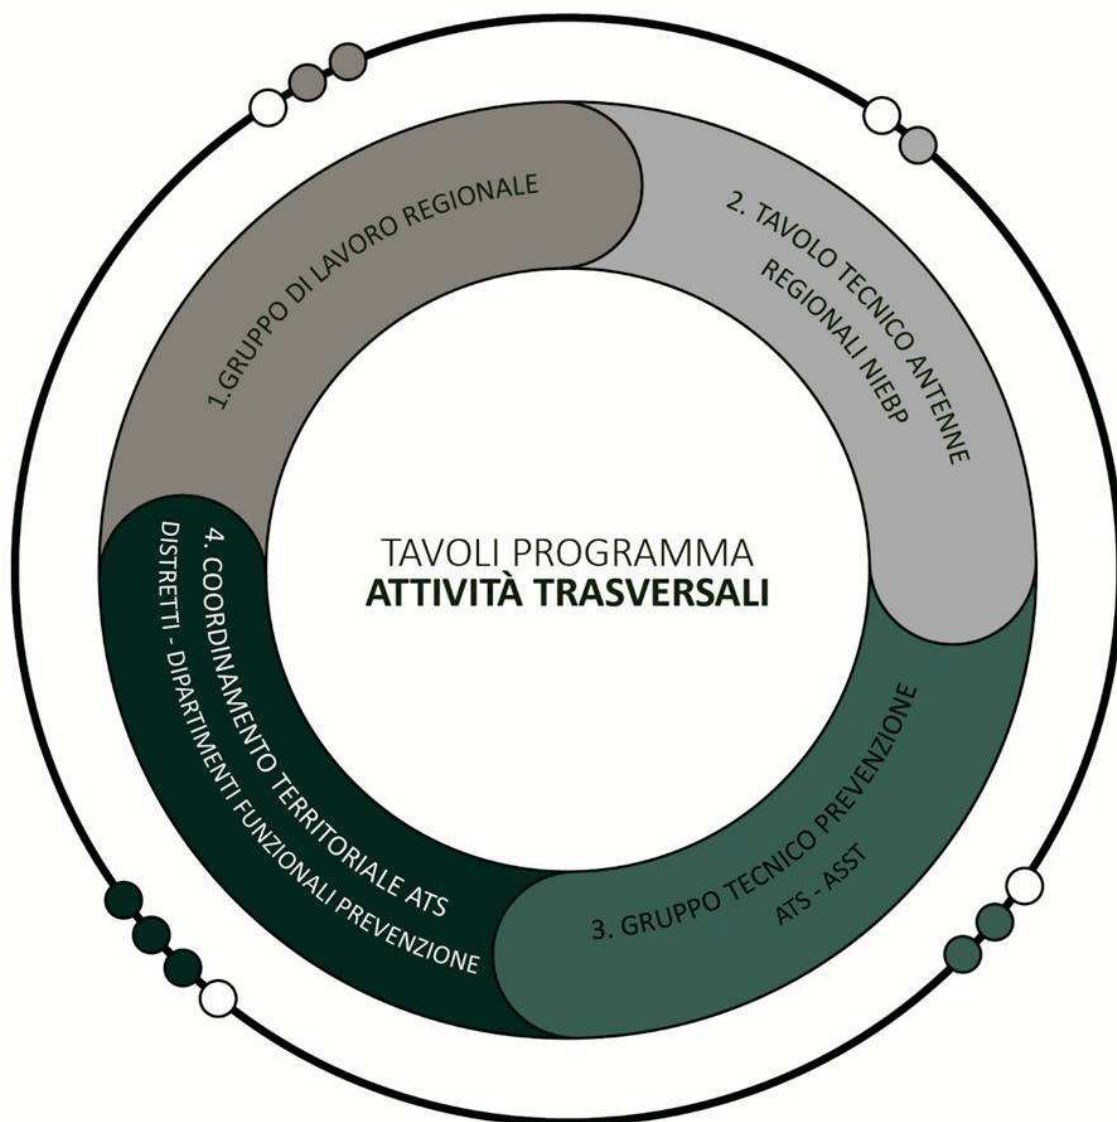 1.GRUPPO DI LAVORO REGIONALE
2. TAVOLO TECNICO ANTENNE
REGIONALI NIEBP
TAVOLI PROGRAMMA
ATTIVITÀ TRASVERSALI
3. GRUPPO TECNICO PREVENZIONE
ATS - ASST
4. COORDINAMENTO TERRITORIALE ATS
DISTRETTI - DIPARTIMENTI FUNZIONALI PREVENZIONE